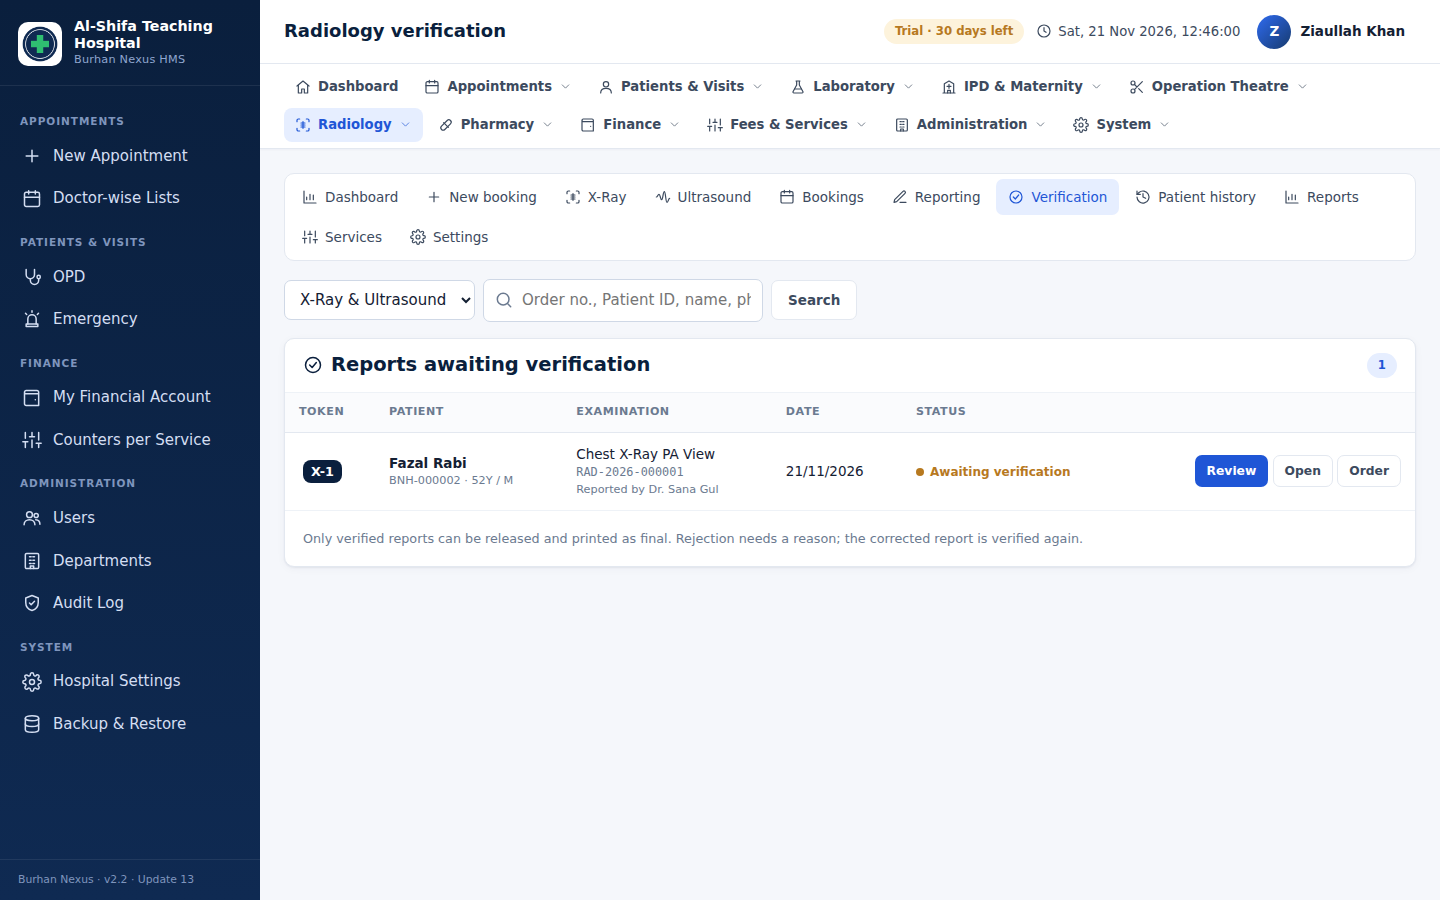 Al-Shifa Teaching
Hospital
Burhan Nexus HMS
APPOINTMENTS
New Appointment
Doctor-wise Lists
PATIENTS & VISITS
OPD
Emergency
FINANCE
My Financial Account
Counters per Service
ADMINISTRATION
Users
Departments
Audit Log
SYSTEM
Hospital Settings
Backup & Restore
Burhan Nexus · v2.2 · Update 13
Radiology verification
Trial · 30 days left
Sat, 21 Nov 2026, 12:46:00
Z
Ziaullah Khan
Dashboard Appointments Patients & Visits Laboratory IPD & Maternity Operation Theatre
Radiology Pharmacy Finance Fees & Services Administration System
Dashboard New booking X-Ray Ultrasound Bookings Reporting Verification Patient history Reports
Services Settings
X-Ray & Ultrasound Order no., Patient ID, name, ph Search
Reports awaiting verification 1
TOKEN PATIENT EXAMINATION DATE STATUS
X-1
Fazal Rabi
BNH-000002 · 52Y / M
Chest X-Ray PA View
RAD-2026-000001
Reported by Dr. Sana Gul
21/11/2026
Awaiting verification
Review Open Order
Only verified reports can be released and printed as final. Rejection needs a reason; the corrected report is verified again.